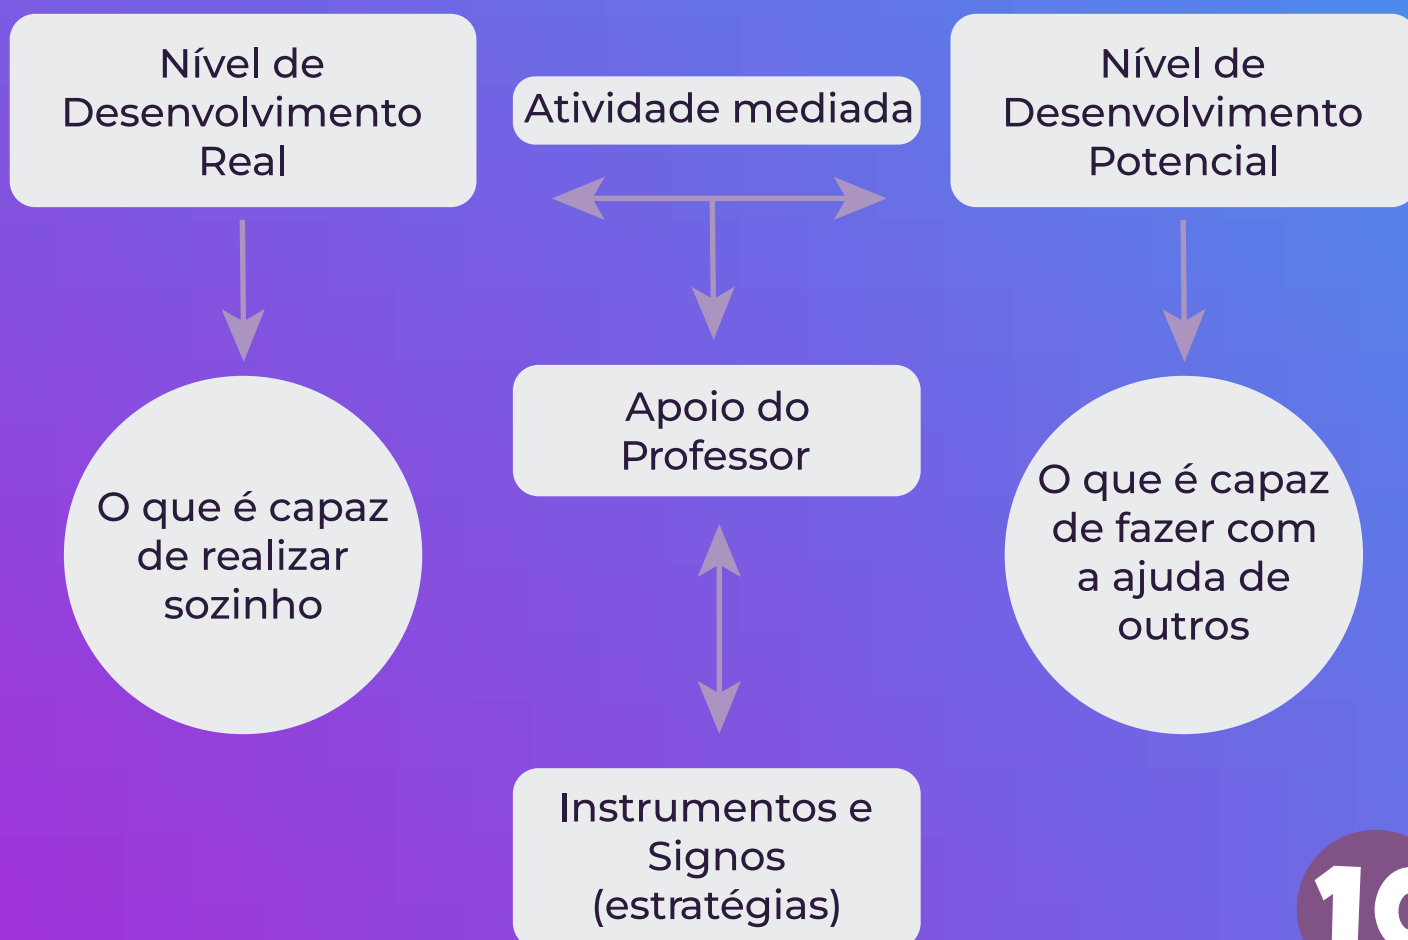 Nível de
Desenvolvimento
Real
Atividade mediada
Nível de
Desenvolvimento
Potencial
O que é capaz
de realizar
sozinho
Apoio do
Professor
O que é capaz
de fazer com
a ajuda de
outros
Instrumentos e
Signos
(estratégias)